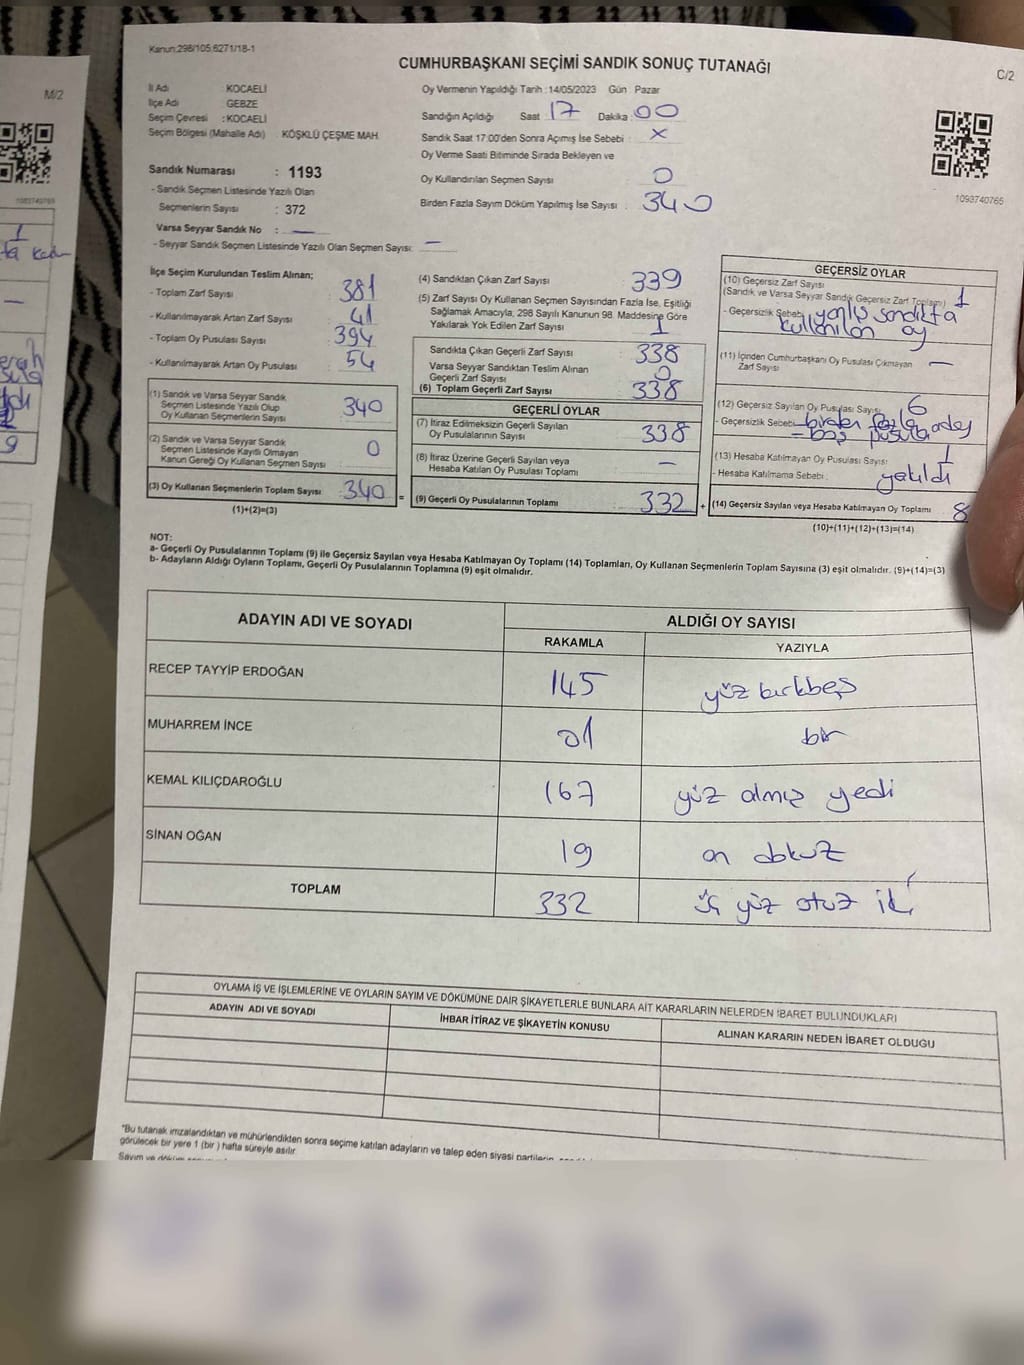 Kanun:298/105,6271/18-1
C/2
CUMHURBAŞKANI SEÇİMİ SANDIK SONUÇ TUTANAĞI
M/2
İl Adı KOCAELİ
İlçe Adı GEBZE
Seçim Çevresi : KOCAELİ
Seçim Bölgesi (Mahalle Adı) KÖŞKLÜ ÇEŞME MAH.
Sandık Numarası : 1193
- Sandık Seçmen Listesinde Yazılı Olan
Seçmenlerin Sayısı : 372
Varsa Seyyar Sandık No : —
- Seyyar Sandık Seçmen Listesinde Yazılı Olan Seçmen Sayısı: —
Oy Vermenin Yapıldığı Tarih :14/05/2023 Gün Pazar
Sandığın Açıldığı Saat 17 Dakika : 00
Sandık Saat 17:00'den Sonra Açımış İse Sebebi : X
Oy Verme Saati Bitiminde Sırada Bekleyen ve
Oy Kullandırılan Seçmen Sayısı 0
Birden Fazla Sayım Döküm Yapılmış İse Sayısı : 340
1093740765
1093740765
İlçe Seçim Kurulundan Teslim Alınan;
- Toplam Zarf Sayısı 381
- Kullanılmayarak Artan Zarf Sayısı 41
- Toplam Oy Pusulası Sayısı 394
- Kullanılmayarak Artan Oy Pusulası 54
(1) Sandık ve Varsa Seyyar Sandık
Seçmen Listesinde Yazılı Olup
Oy Kullanan Seçmenlerin Sayısı 340
(2) Sandık ve Varsa Seyyar Sandık
Seçmen Listesinde Kayıtlı Olmayan
Kanun Gereği Oy Kullanan Seçmen Sayısı 0
(3) Oy Kullanan Seçmenlerin Toplam Sayısı : 340 =
(1)+(2)=(3)
(4) Sandıktan Çıkan Zarf Sayısı 339
(5) Zarf Sayısı Oy Kullanan Seçmen Sayısından Fazla İse, Eşitliği
Sağlamak Amacıyla, 298 Sayılı Kanunun 98. Maddesine Göre
Yakılarak Yok Edilen Zarf Sayısı 1
Sandıkta Çıkan Geçerli Zarf Sayısı 338
Varsa Seyyar Sandıktan Teslim Alınan
Geçerli Zarf Sayısı 0
(6) Toplam Geçerli Zarf Sayısı 338
GEÇERLİ OYLAR
(7) İtiraz Edilmeksizin Geçerli Sayılan
Oy Pusulalarının Sayısı 338
(8) İtiraz Üzerine Geçerli Sayılan veya
Hesaba Katılan Oy Pusulası Toplamı —
(9) Geçerli Oy Pusulalarının Toplamı 332 +
GEÇERSİZ OYLAR
(10) Geçersiz Zarf Sayısı
(Sandık ve Varsa Seyyar Sandık Geçersiz Zarf Toplamı) 1
- Geçersizlik Sebebi: yanlış sandıkta
kullanılan oy
(11) İçinden Cumhurbaşkanı Oy Pusulası Çıkmayan
Zarf Sayısı —
(12) Geçersiz Sayılan Oy Pusulası Sayısı 6
- Geçersizlik Sebebi: birden fazla aday
= boş pusula
(13) Hesaba Katılmayan Oy Pusulası Sayısı 1
- Hesaba Katılmama Sebebi : yakıldı
(14) Geçersiz Sayılan veya Hesaba Katılmayan Oy Toplamı 8
(10)+(11)+(12)+(13)=(14)
NOT:
a- Geçerli Oy Pusulalarının Toplamı (9) ile Geçersiz Sayılan veya Hesaba Katılmayan Oy Toplamı (14) Toplamları, Oy Kullanan Seçmenlerin Toplam Sayısına (3) eşit olmalıdır. (9)+(14)=(3)
b- Adayların Aldığı Oyların Toplamı, Geçerli Oy Pusulalarının Toplamına (9) eşit olmalıdır.
ADAYIN ADI VE SOYADI
ALDIĞI OY SAYISI
RAKAMLA YAZIYLA
RECEP TAYYİP ERDOĞAN 145 yüz kırkbeş
MUHARREM İNCE 01 bir
KEMAL KILIÇDAROĞLU 167 yüz altmış yedi
SİNAN OĞAN 19 on dokuz
TOPLAM 332 üç yüz otuz iki
OYLAMA İŞ VE İŞLEMLERİNE VE OYLARIN SAYIM VE DÖKÜMÜNE DAİR ŞİKAYETLERLE BUNLARA AİT KARARLARIN NELERDEN İBARET BULUNDUKLARI
ADAYIN ADI VE SOYADI İHBAR İTİRAZ VE ŞİKAYETİN KONUSU ALINAN KARARIN NEDEN İBARET OLDUGU
"Bu tutanak imzalandıktan ve mühürlendikten sonra seçime katılan adayların ve talep eden siyasi partilerin
görülecek bir yere 1 (bir ) hafta süreyle asılır.
Sayım ve döküm